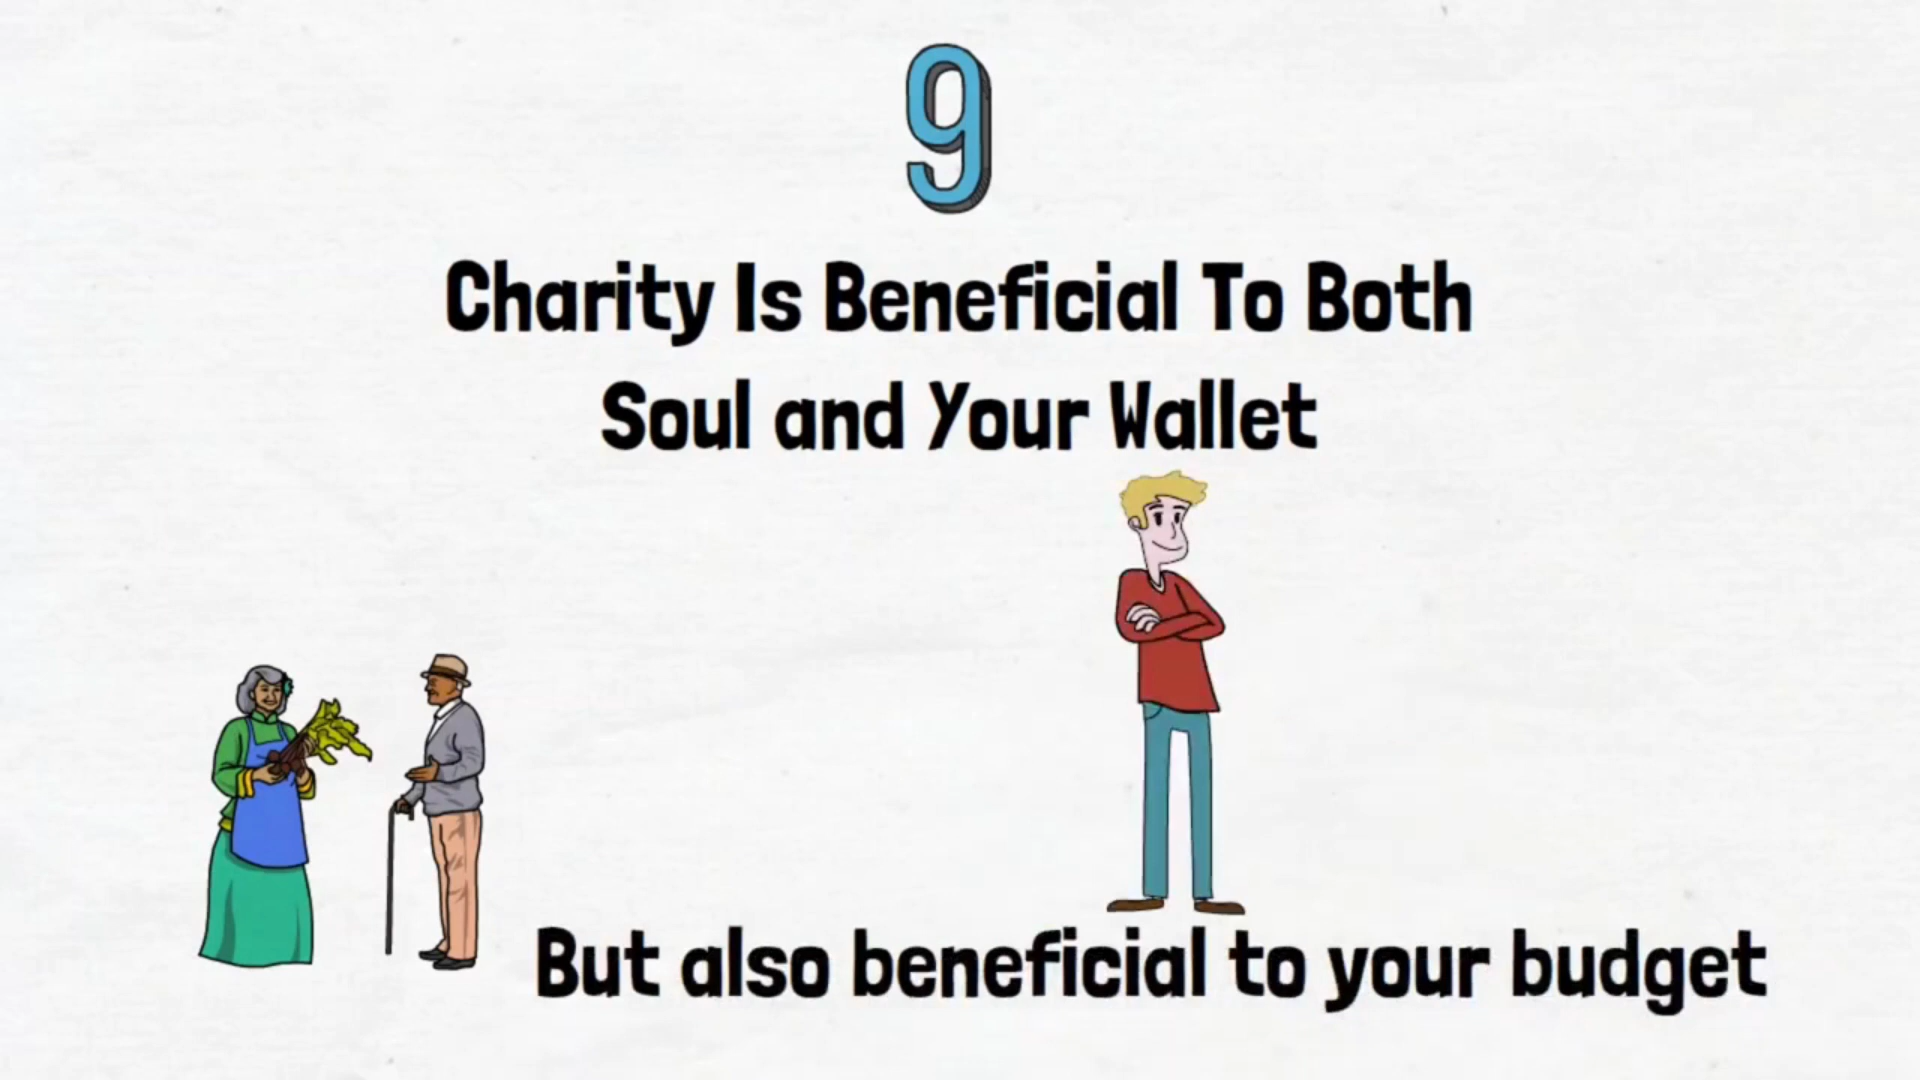 9
Charity Is Beneficial To Both
Soul and Your Wallet
But also beneficial to your budget